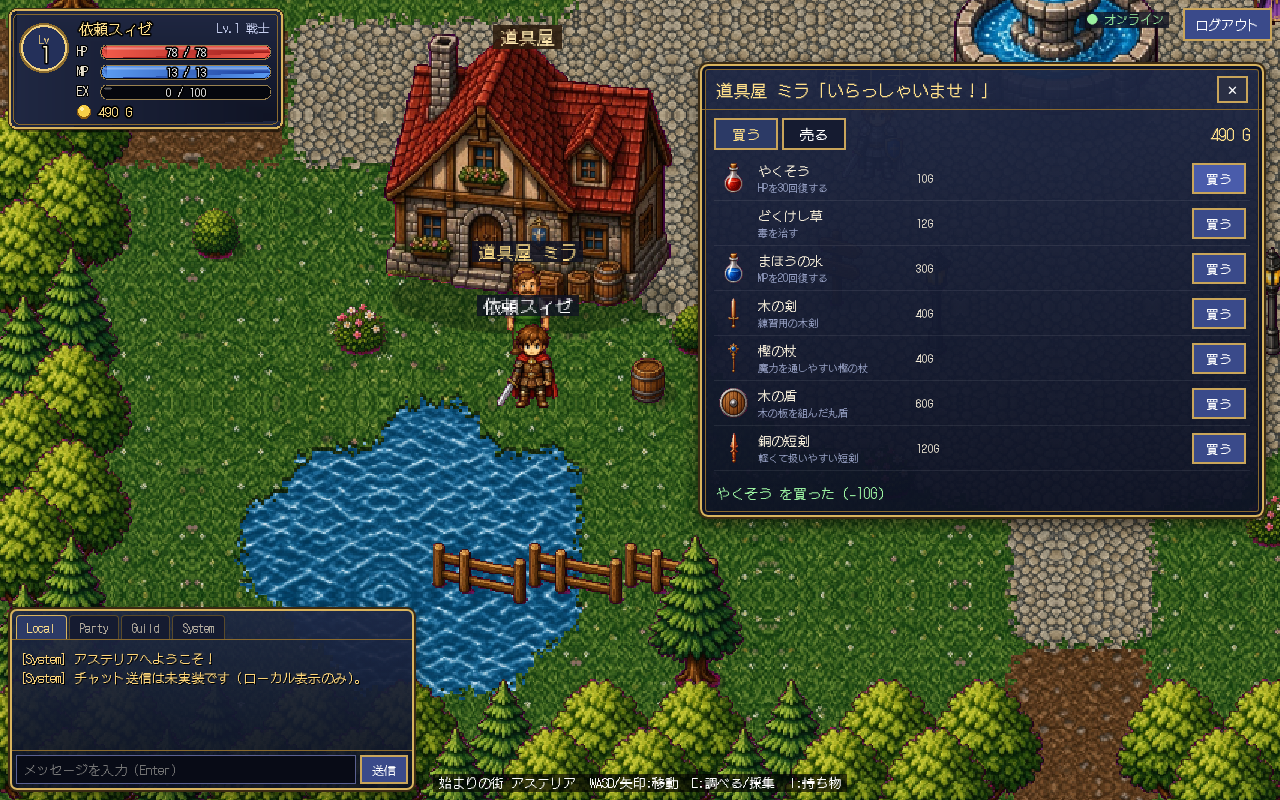 依頼スィゼ Lv.1 戦士
Lv
1
HP 78 / 78
MP 13 / 13
EX 0 / 100
490 G
道具屋
オンライン
ログアウト
道具屋 ミラ「いらっしゃいませ！」
×
買う 売る 490 G
やくそう 10G 買う
HPを30回復する
どくけし草 12G 買う
毒を治す
まほうの水 30G 買う
MPを20回復する
木の剣 40G 買う
練習用の木剣
樫の杖 40G 買う
魔力を通しやすい樫の杖
木の盾 60G 買う
木の板を組んだ丸盾
銅の短剣 120G 買う
軽くて扱いやすい短剣
やくそう を買った (-10G)
道具屋 ミラ
依頼スィゼ
Local Party Guild System
[System] アステリアへようこそ！
[System] チャット送信は未実装です（ローカル表示のみ）。
メッセージを入力 (Enter) 送信
始まりの街 アステリア WASD/矢印:移動 E:調べる/採集 I:持ち物